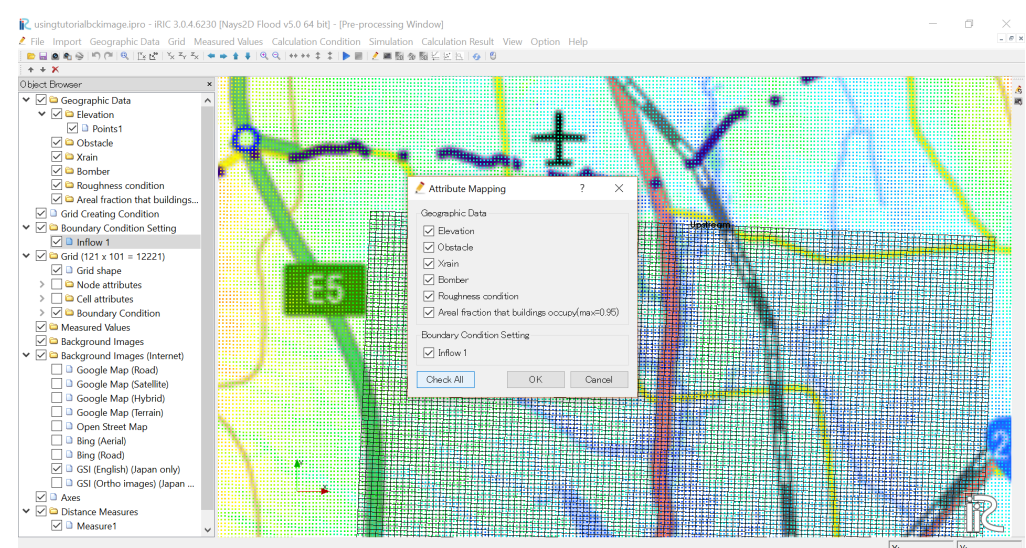 usingtutorialbckimage.ipro - iRIC 3.0.4.6230 [Nays2D Flood v5.0 64 bit] - [Pre-processing Window]
File Import Geographic Data Grid Measured Values Calculation Condition Simulation Calculation Result View Option Help
Object Browser
Geographic Data
Elevation
Points1
Obstacle
Xrain
Bomber
Roughness condition
Areal fraction that buildings...
Grid Creating Condition
Boundary Condition Setting
Inflow 1
Grid (121 x 101 = 12221)
Grid shape
Node attributes
Cell attributes
Boundary Condition
Measured Values
Background Images
Background Images (Internet)
Google Map (Road)
Google Map (Satellite)
Google Map (Hybrid)
Google Map (Terrain)
Open Street Map
Bing (Aerial)
Bing (Road)
GSI (English) (Japan only)
GSI (Ortho images) (Japan ...
Axes
Distance Measures
Measure1
Attribute Mapping
Geographic Data
Elevation
Obstacle
Xrain
Bomber
Roughness condition
Areal fraction that buildings occupy(max=0.95)
Boundary Condition Setting
Inflow 1
Check All OK Cancel
Upstream
E5
2
Y
X
iRIC
X: Y: